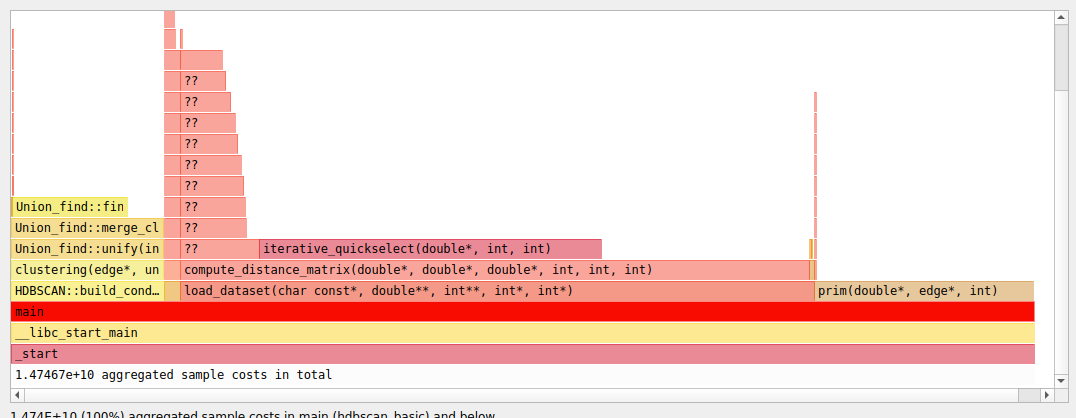 ??
??
??
??
??
??
Union_find::fin ??
Union_find::merge_cl ??
Union_find::unify(in ?? iterative_quickselect(double*, int, int)
clustering(edge*, un compute_distance_matrix(double*, double*, double*, int, int, int)
HDBSCAN::build_cond… load_dataset(char const*, double**, int**, int*, int*) prim(double*, edge*, int)
main
__libc_start_main
_start
1.47467e+10 aggregated sample costs in total
1.474E+10 (100%) aggregated sample costs in main (hdbscan_basic) and below.